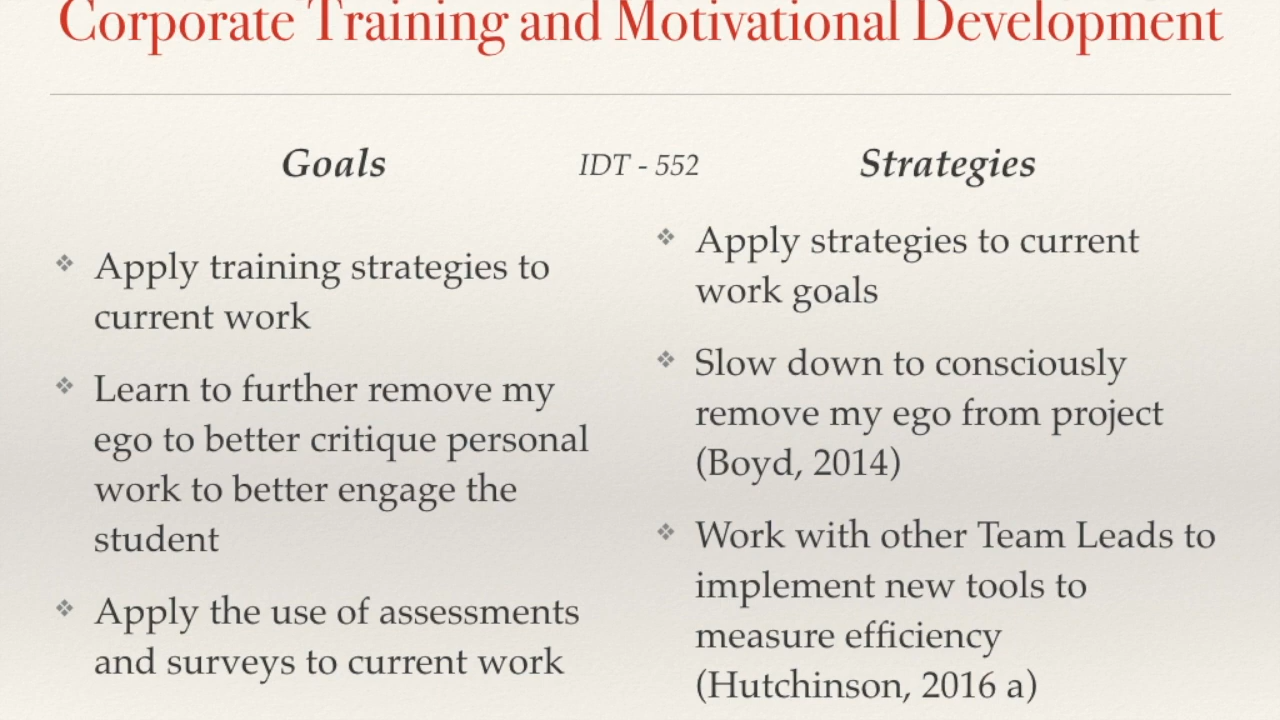 Corporate Training and Motivational Development
Goals
IDT - 552
Strategies
Apply training strategies to
current work
Learn to further remove my
ego to better critique personal
work to better engage the
student
Apply the use of assessments
and surveys to current work
Apply strategies to current
work goals
Slow down to consciously
remove my ego from project
(Boyd, 2014)
Work with other Team Leads to
implement new tools to
measure efficiency
(Hutchinson, 2016 a)